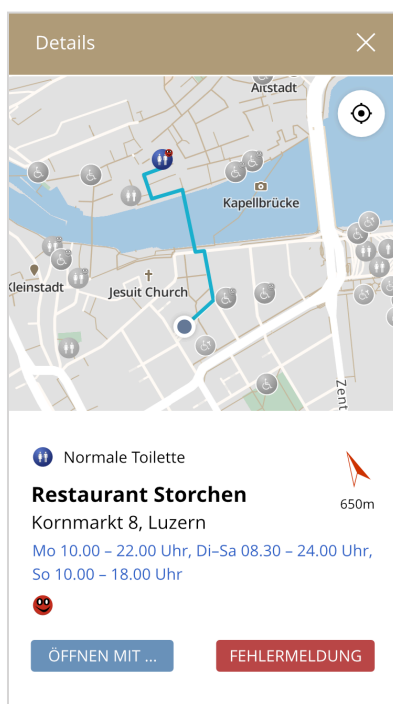 Details
Altstadt
Kapellbrücke
Kleinstadt
Jesuit Church
Zent
Normale Toilette
650m
Restaurant Storchen
Kornmarkt 8, Luzern
Mo 10.00 – 22.00 Uhr, Di–Sa 08.30 – 24.00 Uhr,
So 10.00 – 18.00 Uhr
ÖFFNEN MIT ...
FEHLERMELDUNG